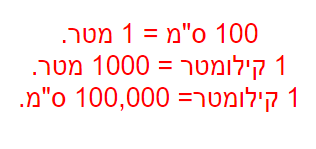 100 ס"מ = 1 מטר.
1 קילומטר = 1000 מטר.
1 קילומטר= 100,000 ס"מ.